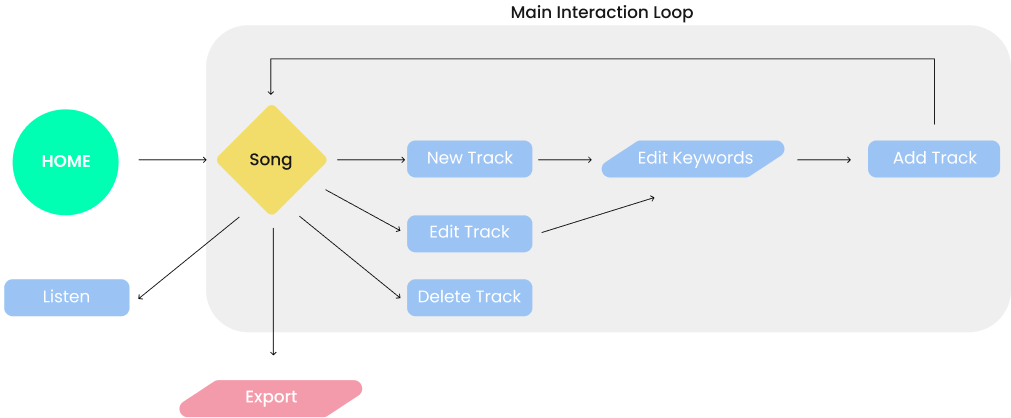 Main Interaction Loop
HOME
Song
New Track
Edit Keywords
Add Track
Edit Track
Listen
Delete Track
Export